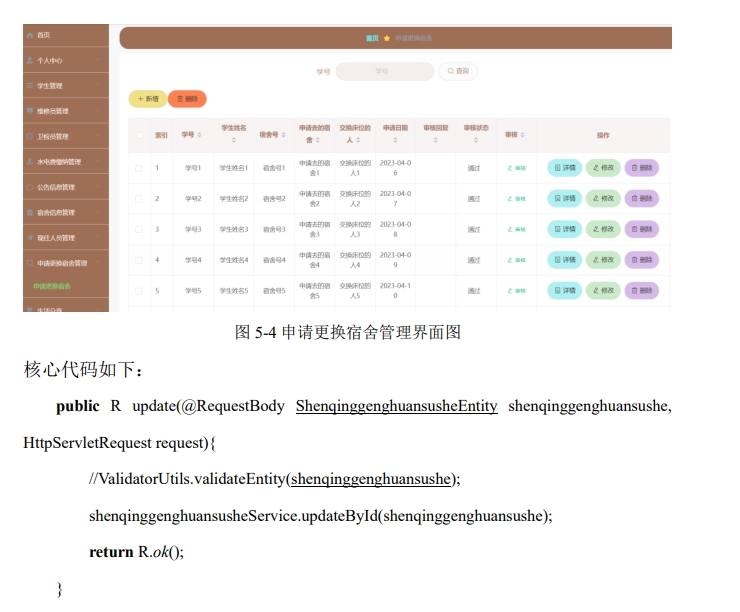 首页
个人中心
学生管理
维修员管理
卫检员管理
水电费缴纳管理
公告信息管理
宿舍信息管理
现住人员管理
申请更换宿舍管理
申请更换宿舍
首页 ★ 申请更换宿舍
学号 学号 查询
+ 新增 删除
索引 学号 学生姓名 宿舍号 申请去的宿舍 交换床位的人 申请日期 审核回复 审核状态 审核 操作
1 学号1 学生姓名1 宿舍号1 申请去的宿舍1 交换床位的人1 2023-04-06 通过 审核 详情 修改 删除
2 学号2 学生姓名2 宿舍号2 申请去的宿舍2 交换床位的人2 2023-04-07 通过 审核 详情 修改 删除
3 学号3 学生姓名3 宿舍号3 申请去的宿舍3 交换床位的人3 2023-04-08 通过 审核 详情 修改 删除
4 学号4 学生姓名4 宿舍号4 申请去的宿舍4 交换床位的人4 2023-04-09 通过 审核 详情 修改 删除
5 学号5 学生姓名5 宿舍号5 申请去的宿舍5 交换床位的人5 2023-04-10 通过 审核 详情 修改 删除
图 5-4 申请更换宿舍管理界面图
核心代码如下：
public R update(@RequestBody ShenqinggenghuansusheEntity shenqinggenghuansushe,
HttpServletRequest request){
//ValidatorUtils.validateEntity(shenqinggenghuansushe);
shenqinggenghuansusheService.updateById(shenqinggenghuansushe);
return R.ok();
}